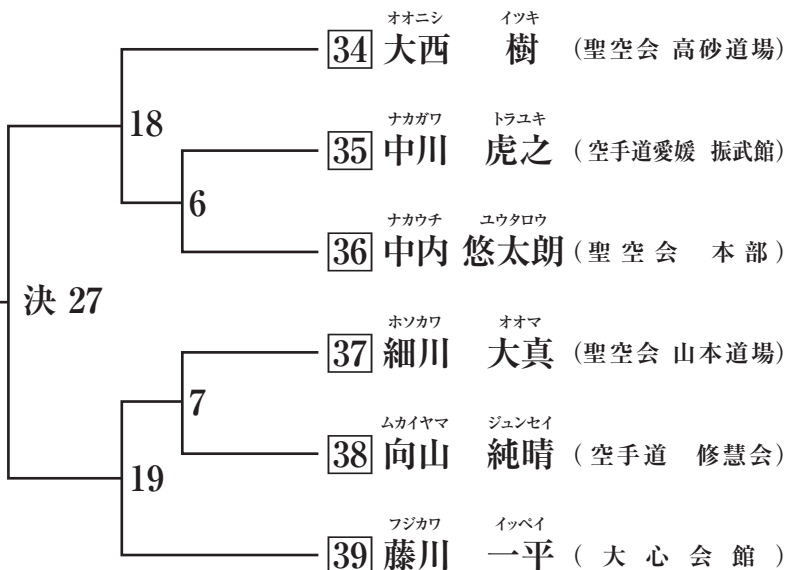 オオニシ イツキ
34 大西 樹 (聖空会 高砂道場)
18
ナカガワ トラユキ
35 中川 虎之 (空手道愛媛 振武館)
6
ナカウチ ユウタロウ
36 中内 悠太朗 (聖空会 本部)
決 27
ホソカワ オオマ
37 細川 大真 (聖空会 山本道場)
7
ムカイヤマ ジュンセイ
38 向山 純晴 (空手道 修慧会)
19
フジカワ イッペイ
39 藤川 一平 (大心会館)